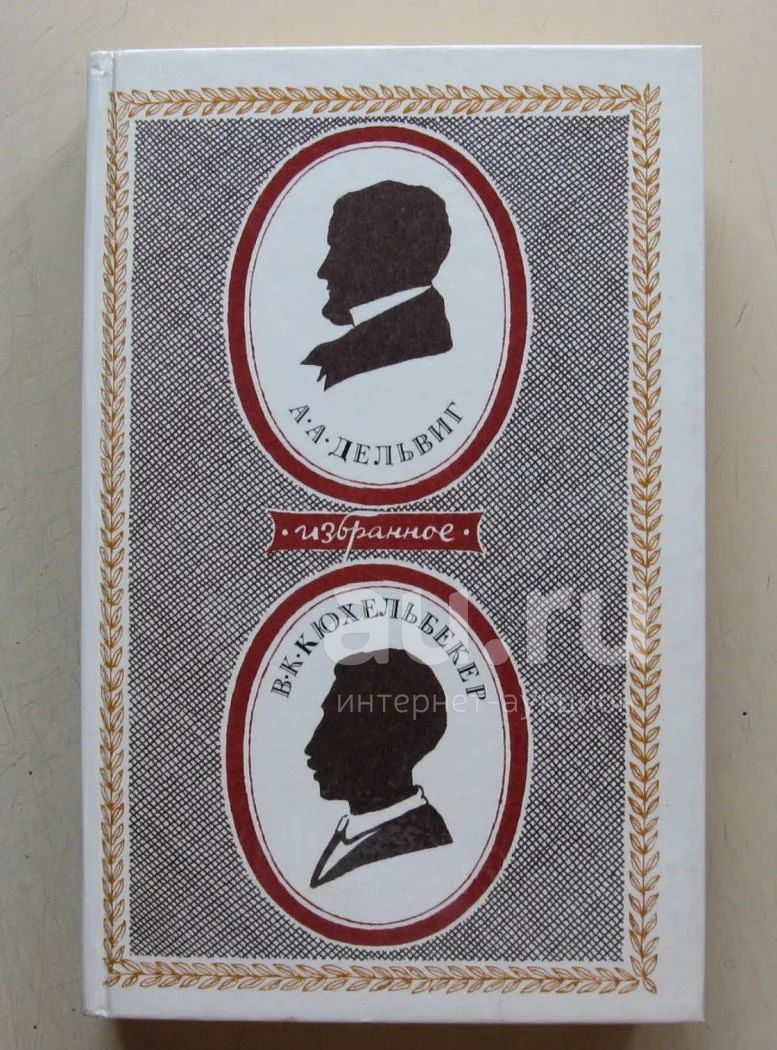 А·А·ДЕЛЬВИГ
·избранное·
В·К·КЮХЕЛЬБЕКЕР
au.ru
интернет-аукцион